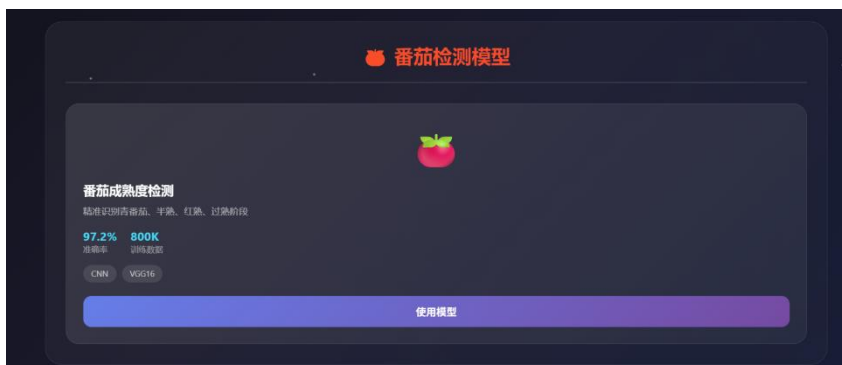 番茄检测模型
番茄成熟度检测
精准识别青番茄、半熟、红熟、过熟阶段
97.2% 800K
准确率 训练数据
CNN VGG16
使用模型